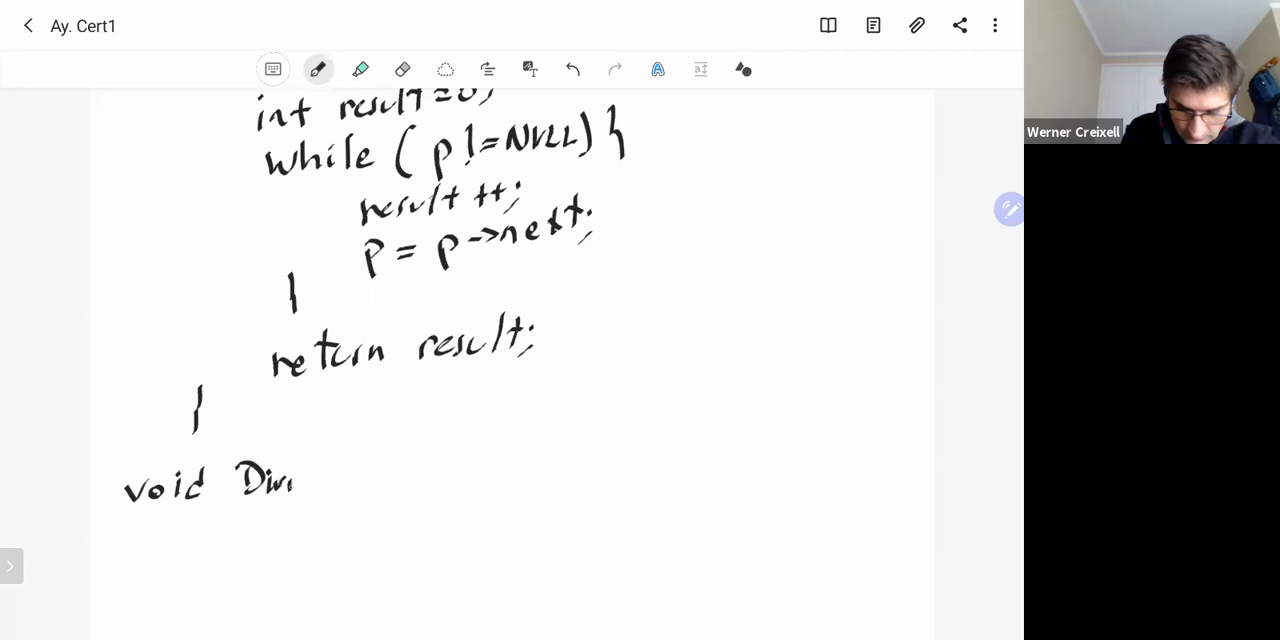 Ay. Cert1
int result = 0;
while ( p != NULL) {
result ++;
p = p->next;
}
return result;
}
void Divi
Werner Creixell